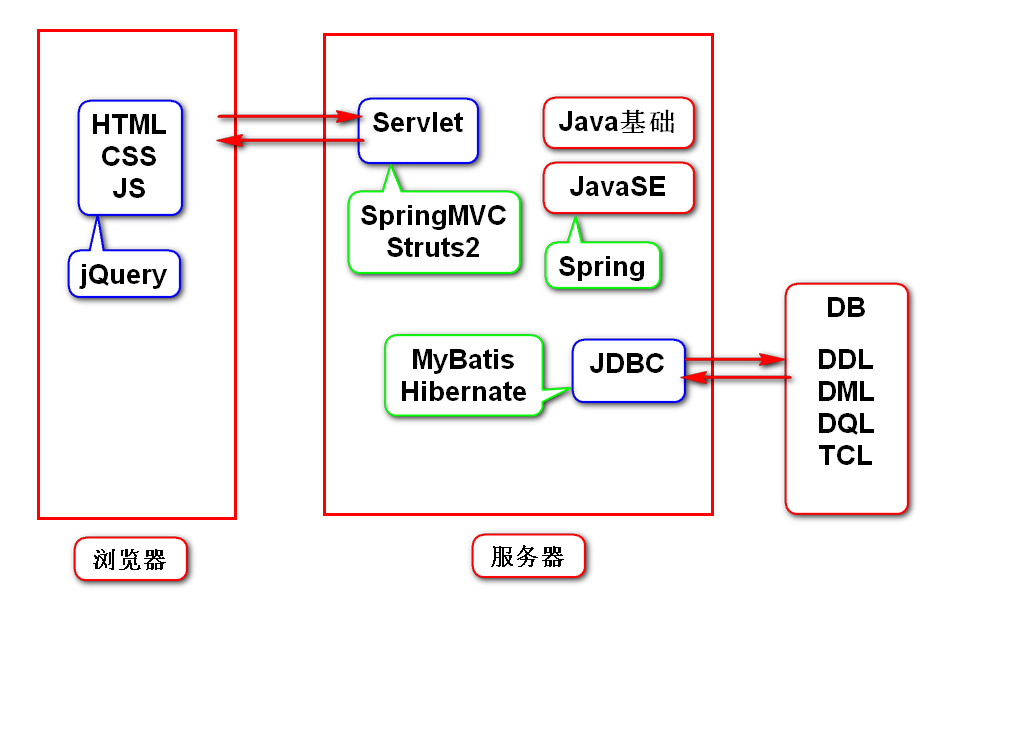 HTML
CSS
JS
jQuery
浏览器
Servlet
SpringMVC
Struts2
Java基础
JavaSE
Spring
MyBatis
Hibernate
JDBC
服务器
DB
DDL
DML
DQL
TCL